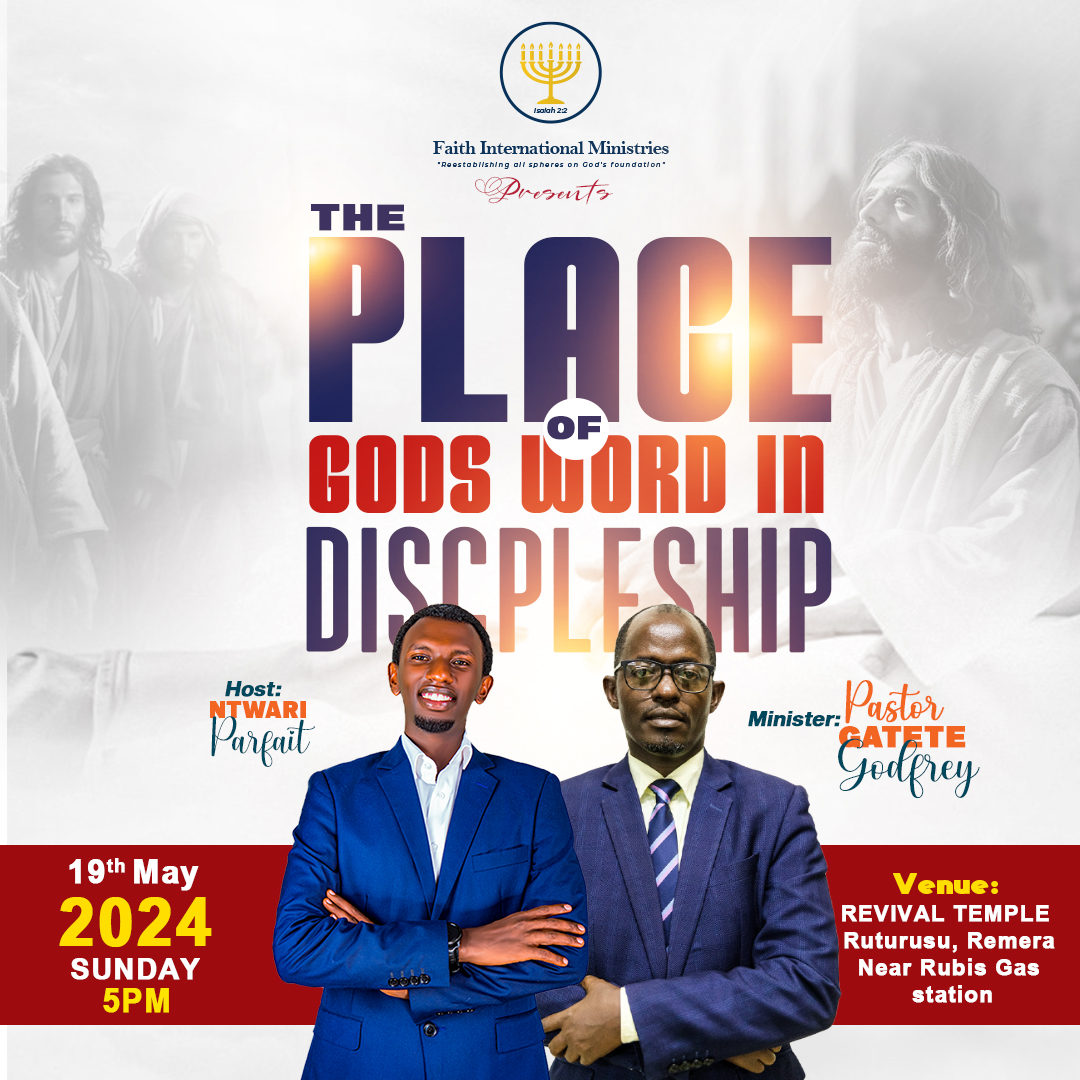 Isaiah 2:2
Faith International Ministries
"Reestablishing all spheres on God's foundation"
Presents
THE
PLACE
OF
GODS WORD IN
DISCPLESHIP
Host:
NTWARI
Parfait
Minister: Pastor
GATETE
Godfrey
19th May
2024
SUNDAY
5PM
Venue:
REVIVAL TEMPLE
Ruturusu, Remera
Near Rubis Gas
station